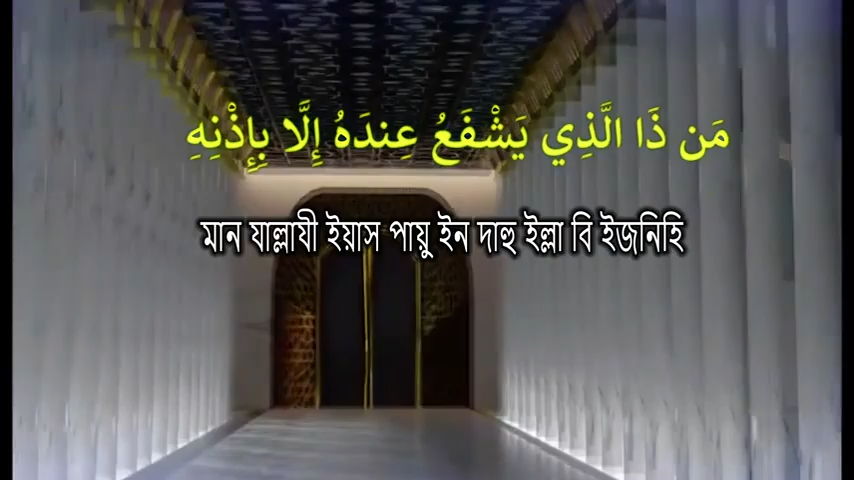 مَن ذَا الَّذِي يَشْفَعُ عِندَهُ إِلَّا بِإِذْنِهِ
মান যাল্লাযী ইয়াস পায়ু ইন দাহু ইল্লা বি ইজনিহি